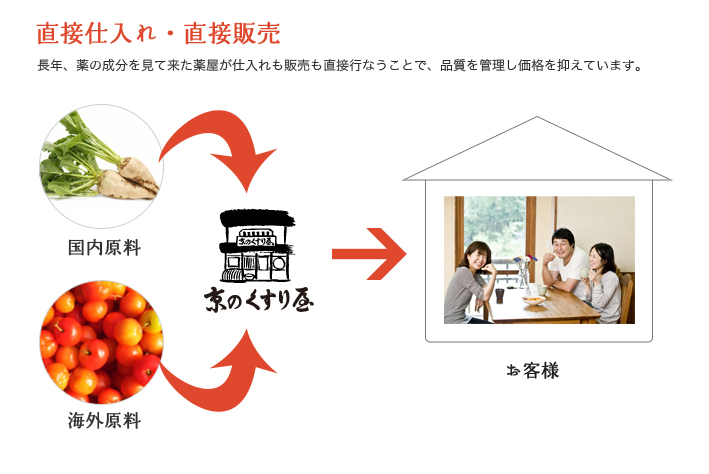 直接仕入れ・直接販売
長年、薬の成分を見て来た薬屋が仕入れも販売も直接行なうことで、品質を管理し価格を抑えています。
国内原料
京のくすり屋
京のくすり屋
海外原料
お客様